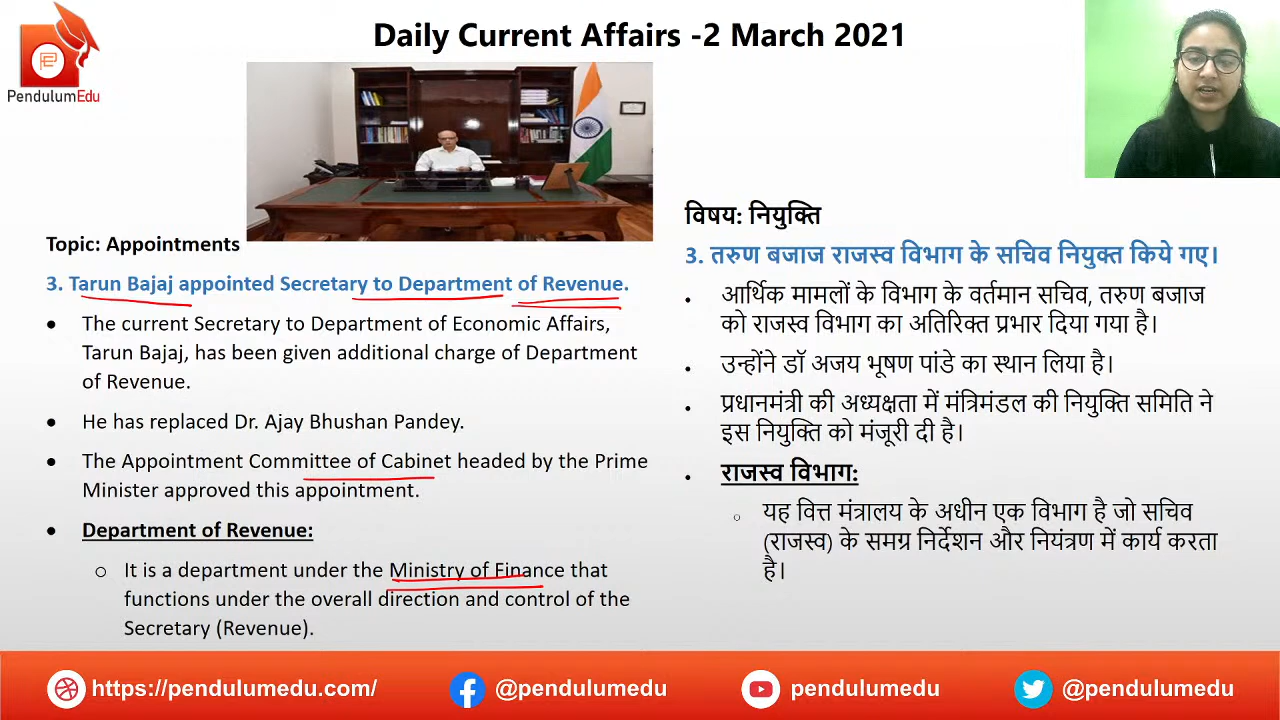 Daily Current Affairs -2 March 2021
PendulumEdu
Topic: Appointments
3. Tarun Bajaj appointed Secretary to Department of Revenue.
• The current Secretary to Department of Economic Affairs,
Tarun Bajaj, has been given additional charge of Department
of Revenue.
• He has replaced Dr. Ajay Bhushan Pandey.
• The Appointment Committee of Cabinet headed by the Prime
Minister approved this appointment.
• Department of Revenue:
○ It is a department under the Ministry of Finance that
functions under the overall direction and control of the
Secretary (Revenue).
विषय: नियुक्ति
3. तरुण बजाज राजस्व विभाग के सचिव नियुक्त किये गए।
• आर्थिक मामलों के विभाग के वर्तमान सचिव, तरुण बजाज
को राजस्व विभाग का अतिरिक्त प्रभार दिया गया है।
• उन्होंने डॉ अजय भूषण पांडे का स्थान लिया है।
• प्रधानमंत्री की अध्यक्षता में मंत्रिमंडल की नियुक्ति समिति ने
इस नियुक्ति को मंजूरी दी है।
• राजस्व विभाग:
○ यह वित्त मंत्रालय के अधीन एक विभाग है जो सचिव
(राजस्व) के समग्र निर्देशन और नियंत्रण में कार्य करता
है।
https://pendulumedu.com/
@pendulumedu
pendulumedu
@pendulumedu